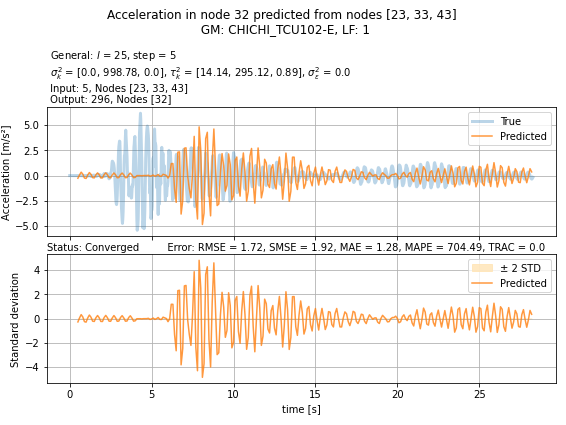 Acceleration in node 32 predicted from nodes [23, 33, 43]
GM: CHICHI_TCU102-E, LF: 1
General: l = 25, step = 5
σ²ₖ = [0.0, 998.78, 0.0], τ²ₖ = [14.14, 295.12, 0.89], σ²ε = 0.0
Input: 5, Nodes [23, 33, 43]
Output: 296, Nodes [32]
Acceleration [m/s²]
5.0
2.5
0.0
−2.5
−5.0
True
Predicted
Status: Converged
Error: RMSE = 1.72, SMSE = 1.92, MAE = 1.28, MAPE = 704.49, TRAC = 0.0
Standard deviation
4
2
0
−2
−4
± 2 STD
Predicted
0 5 10 15 20 25
time [s]